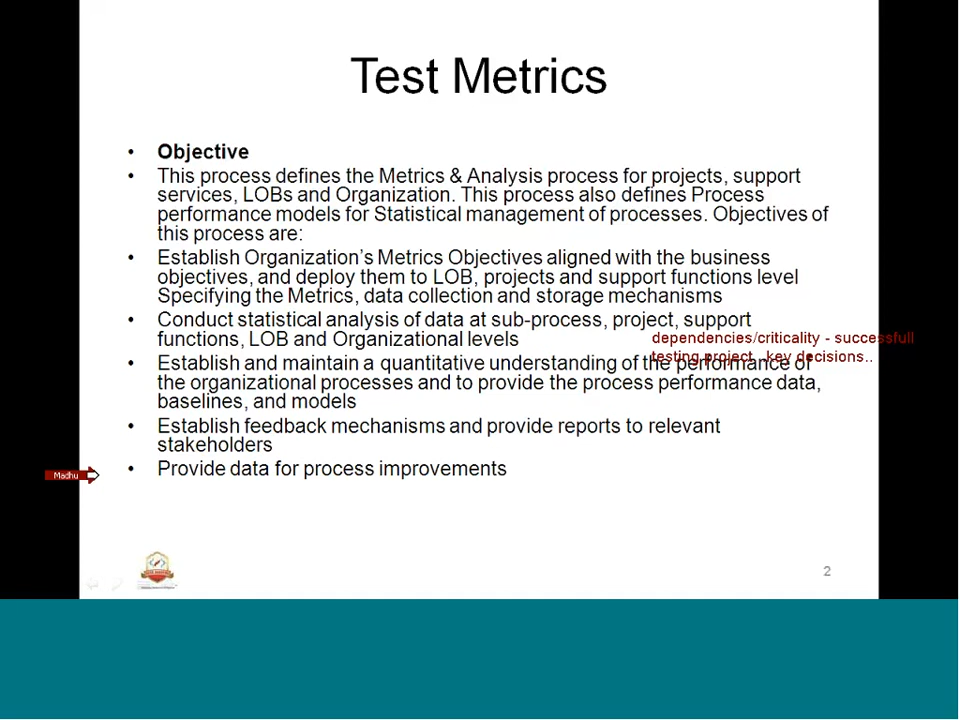 Test Metrics
• Objective
• This process defines the Metrics & Analysis process for projects, support
services, LOBs and Organization. This process also defines Process
performance models for Statistical management of processes. Objectives of
this process are:
• Establish Organization's Metrics Objectives aligned with the business
objectives, and deploy them to LOB, projects and support functions level
Specifying the Metrics, data collection and storage mechanisms
• Conduct statistical analysis of data at sub-process, project, support
functions, LOB and Organizational levels
dependencies/criticality - successfull
testing project. .key decisions..
• Establish and maintain a quantitative understanding of the performance of
the organizational processes and to provide the process performance data,
baselines, and models
• Establish feedback mechanisms and provide reports to relevant
stakeholders
Madhu
• Provide data for process improvements
2